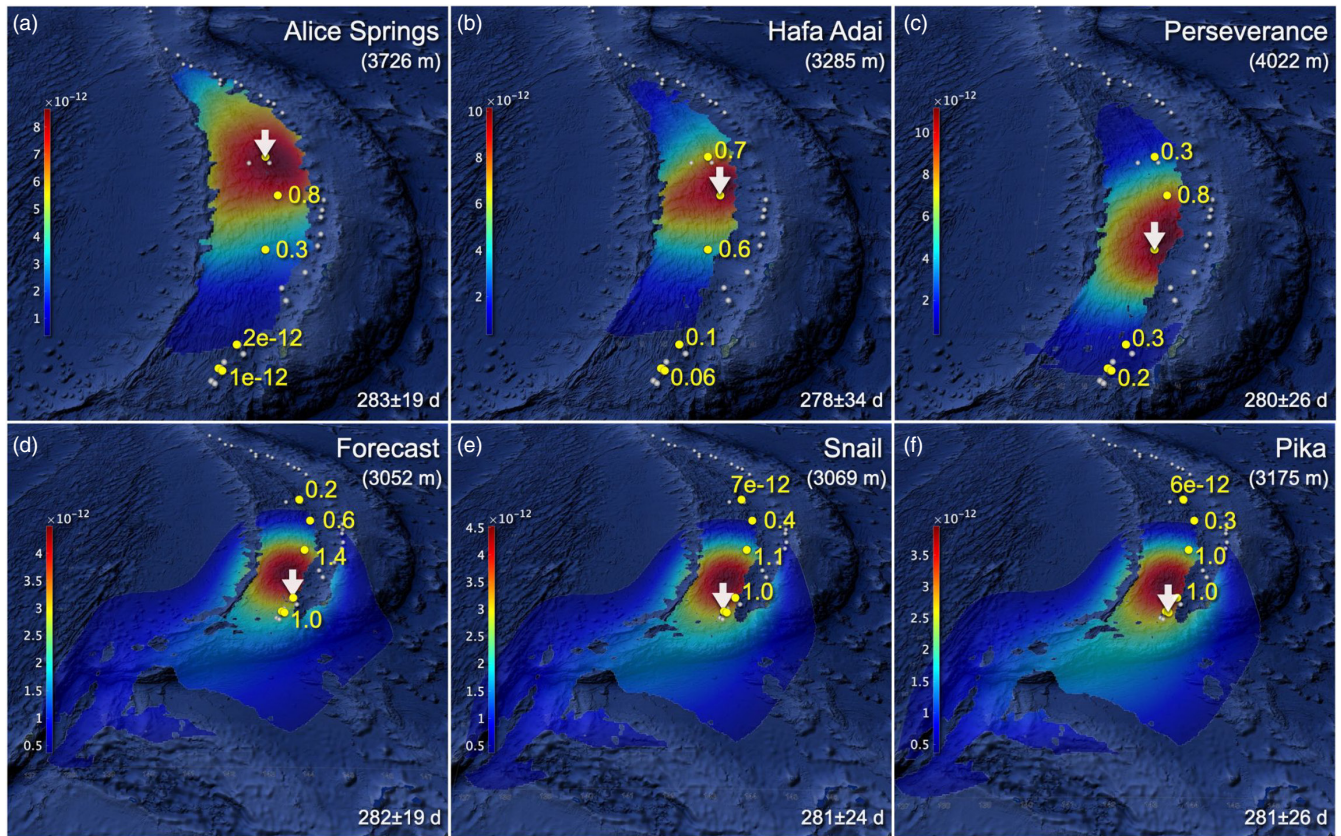 (a)
Alice Springs
(3726 m)
×10⁻¹²
8
7
6
5
4
3
2
1
0.8
0.3
2e-12
1e-12
283±19 d
(b)
Hafa Adai
(3285 m)
×10⁻¹²
10
8
6
4
2
0.7
0.6
0.1
0.06
278±34 d
(c)
Perseverance
(4022 m)
×10⁻¹²
10
8
6
4
2
0.3
0.8
0.3
0.2
280±26 d
(d)
Forecast
(3052 m)
×10⁻¹²
4
3.5
3
2.5
2
1.5
1
0.5
0.2
0.6
1.4
1.0
282±19 d
(e)
Snail
(3069 m)
×10⁻¹²
4.5
4
3.5
3
2.5
2
1.5
1
0.5
7e-12
0.4
1.1
1.0
281±24 d
(f)
Pika
(3175 m)
×10⁻¹²
3.5
3
2.5
2
1.5
1
0.5
6e-12
0.3
1.0
1.0
281±26 d